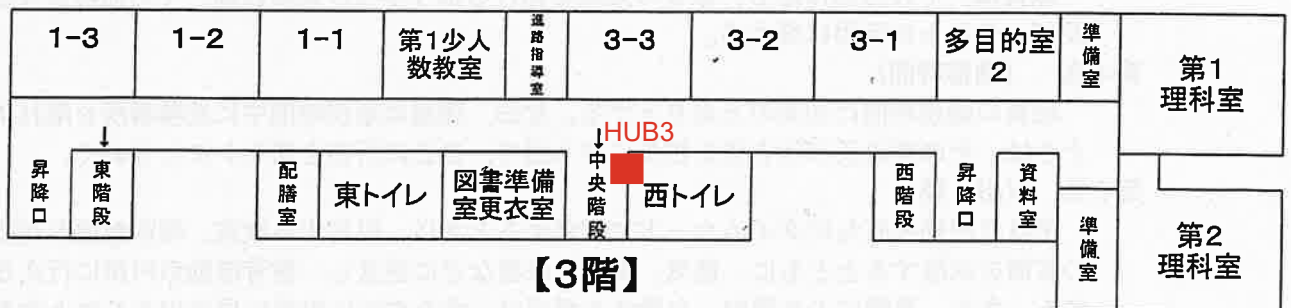 1-3
1-2
1-1
第1少人
数教室
進路指導室
3-3
3-2
3-1
多目的室
2
準備室
第1
理科室
HUB3
昇降口
↓
東階段
配膳室
東トイレ
図書準備
室更衣室
↓
中央階段
西トイレ
西階段
昇降口
資料室
準備室
第2
理科室
【3階】